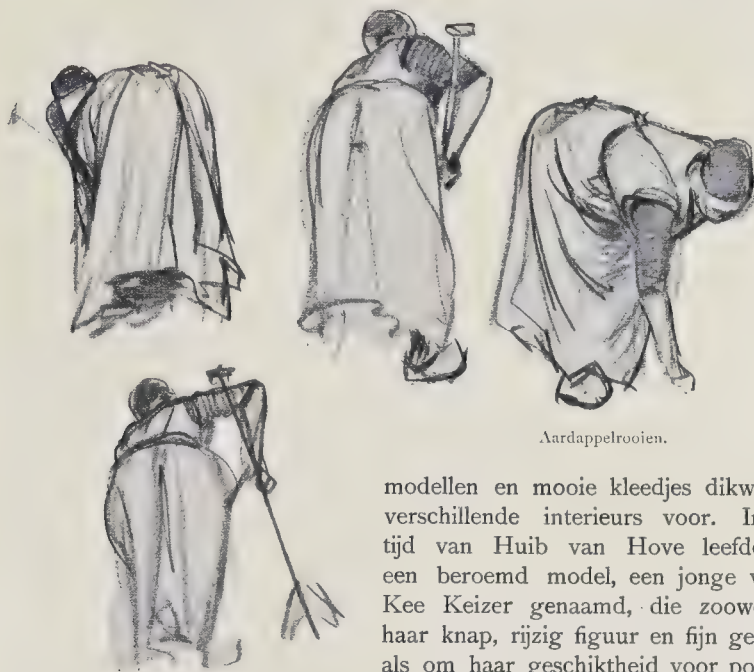 Aardappelrooien.
modellen en mooie kleedjes dikw
verschillende interieurs voor. In
tijd van Huib van Hove leefd
een beroemd model, een jonge v
Kee Keizer genaamd, die zoow
haar knap, rijzig figuur en fijn ge
als om haar geschiktheid voor po